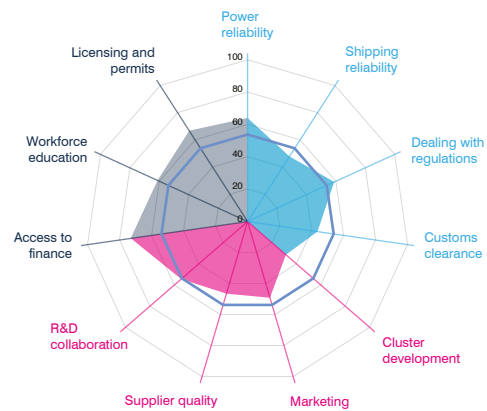 Power
reliability
Shipping
reliability
Dealing with
regulations
Customs
clearance
Cluster
development
Marketing
Supplier quality
R&D
collaboration
Access to
finance
Workforce
education
Licensing and
permits
100
80
60
40
20
0